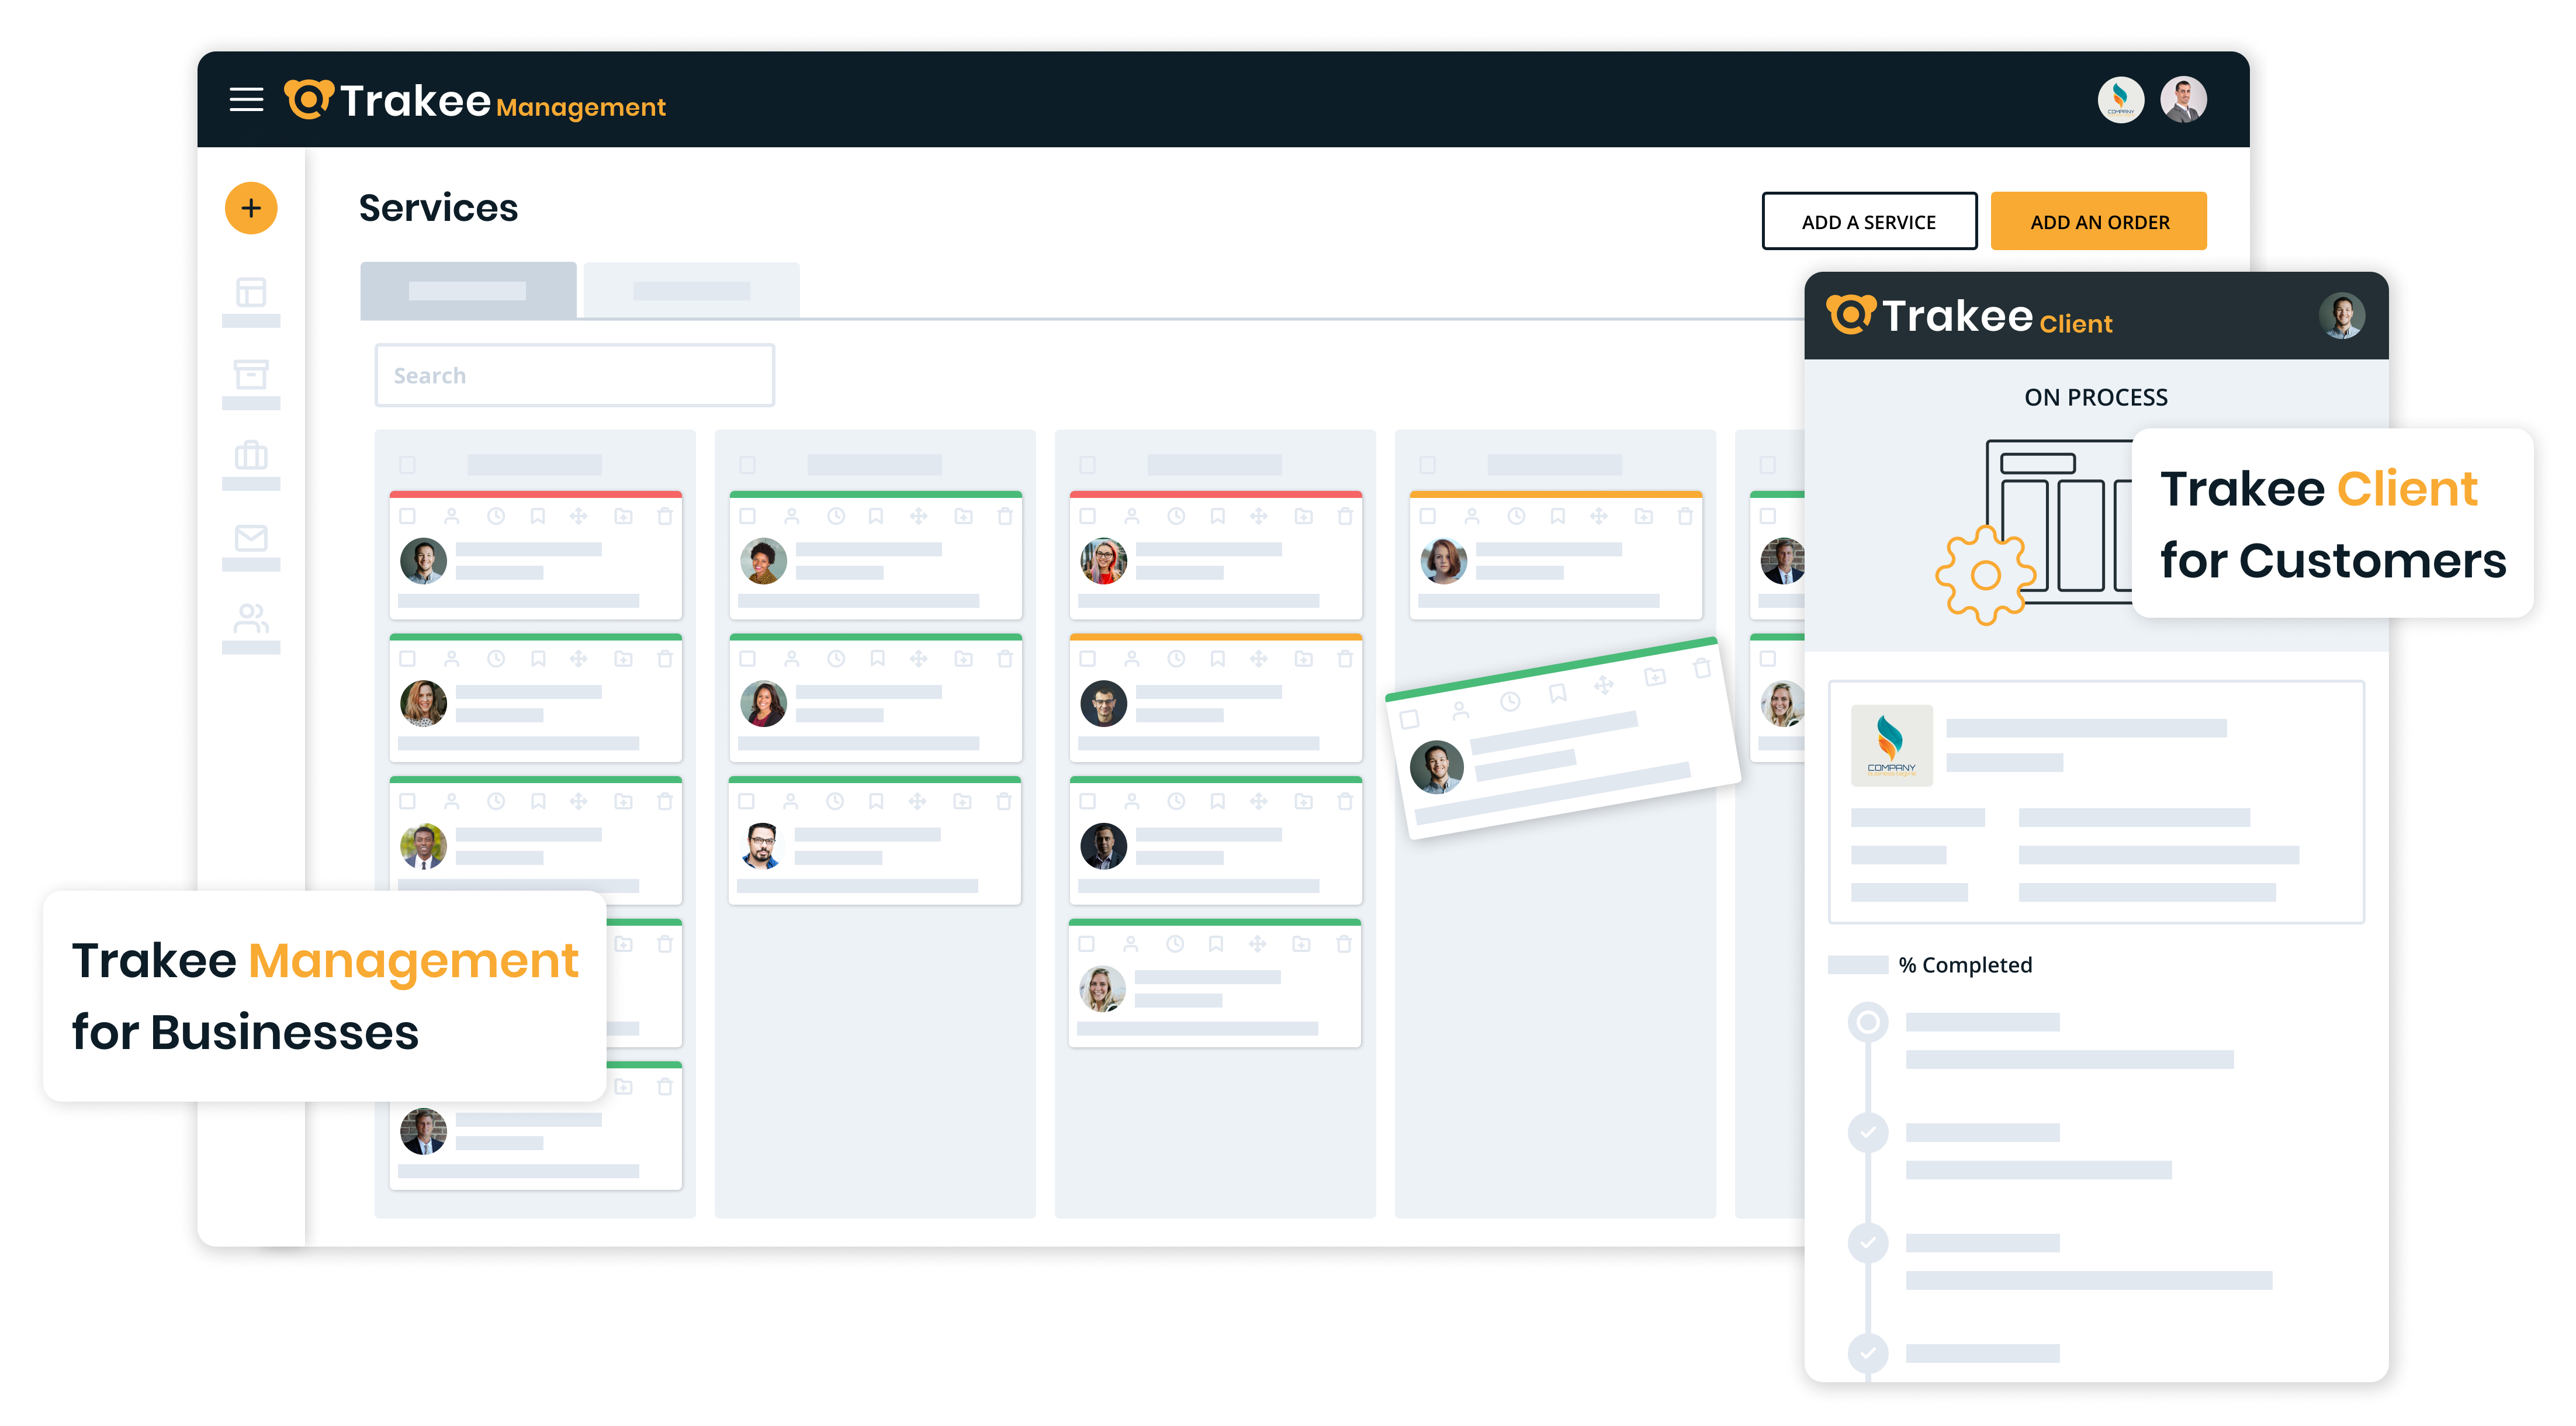 Trakee Management
COMPANY
Services
ADD A SERVICE
ADD AN ORDER
Search
Trakee Client
ON PROCESS
Trakee Client
for Customers
COMPANY
% Completed
Trakee Management
for Businesses